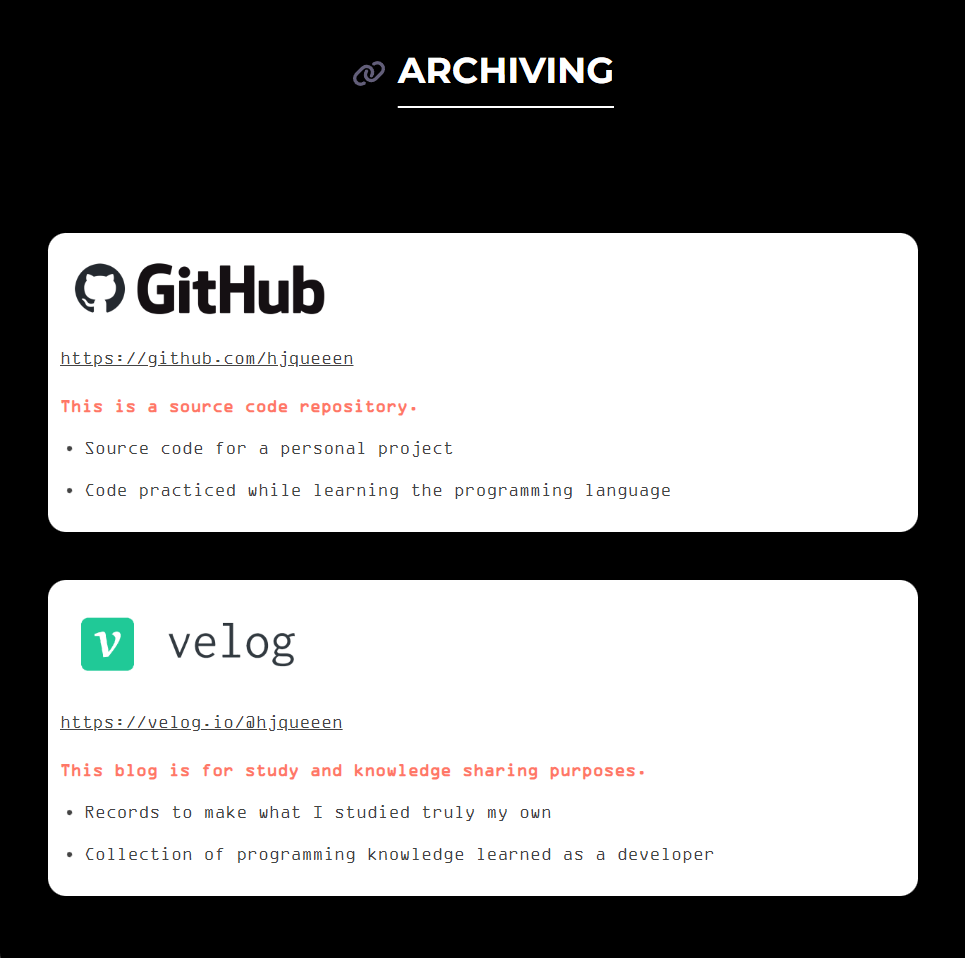 ARCHIVING
GitHub
https://github.com/hjqueeen
This is a source code repository.
• Source code for a personal project
• Code practiced while learning the programming language
v velog
https://velog.io/@hjqueeen
This blog is for study and knowledge sharing purposes.
• Records to make what I studied truly my own
• Collection of programming knowledge learned as a developer